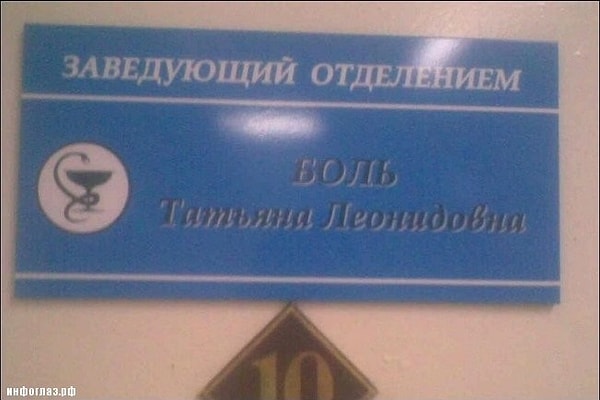 ЗАВЕДУЮЩИЙ ОТДЕЛЕНИЕМ
БОЛЬ
Татьяна Леонидовна
10
инфоглаз.рф